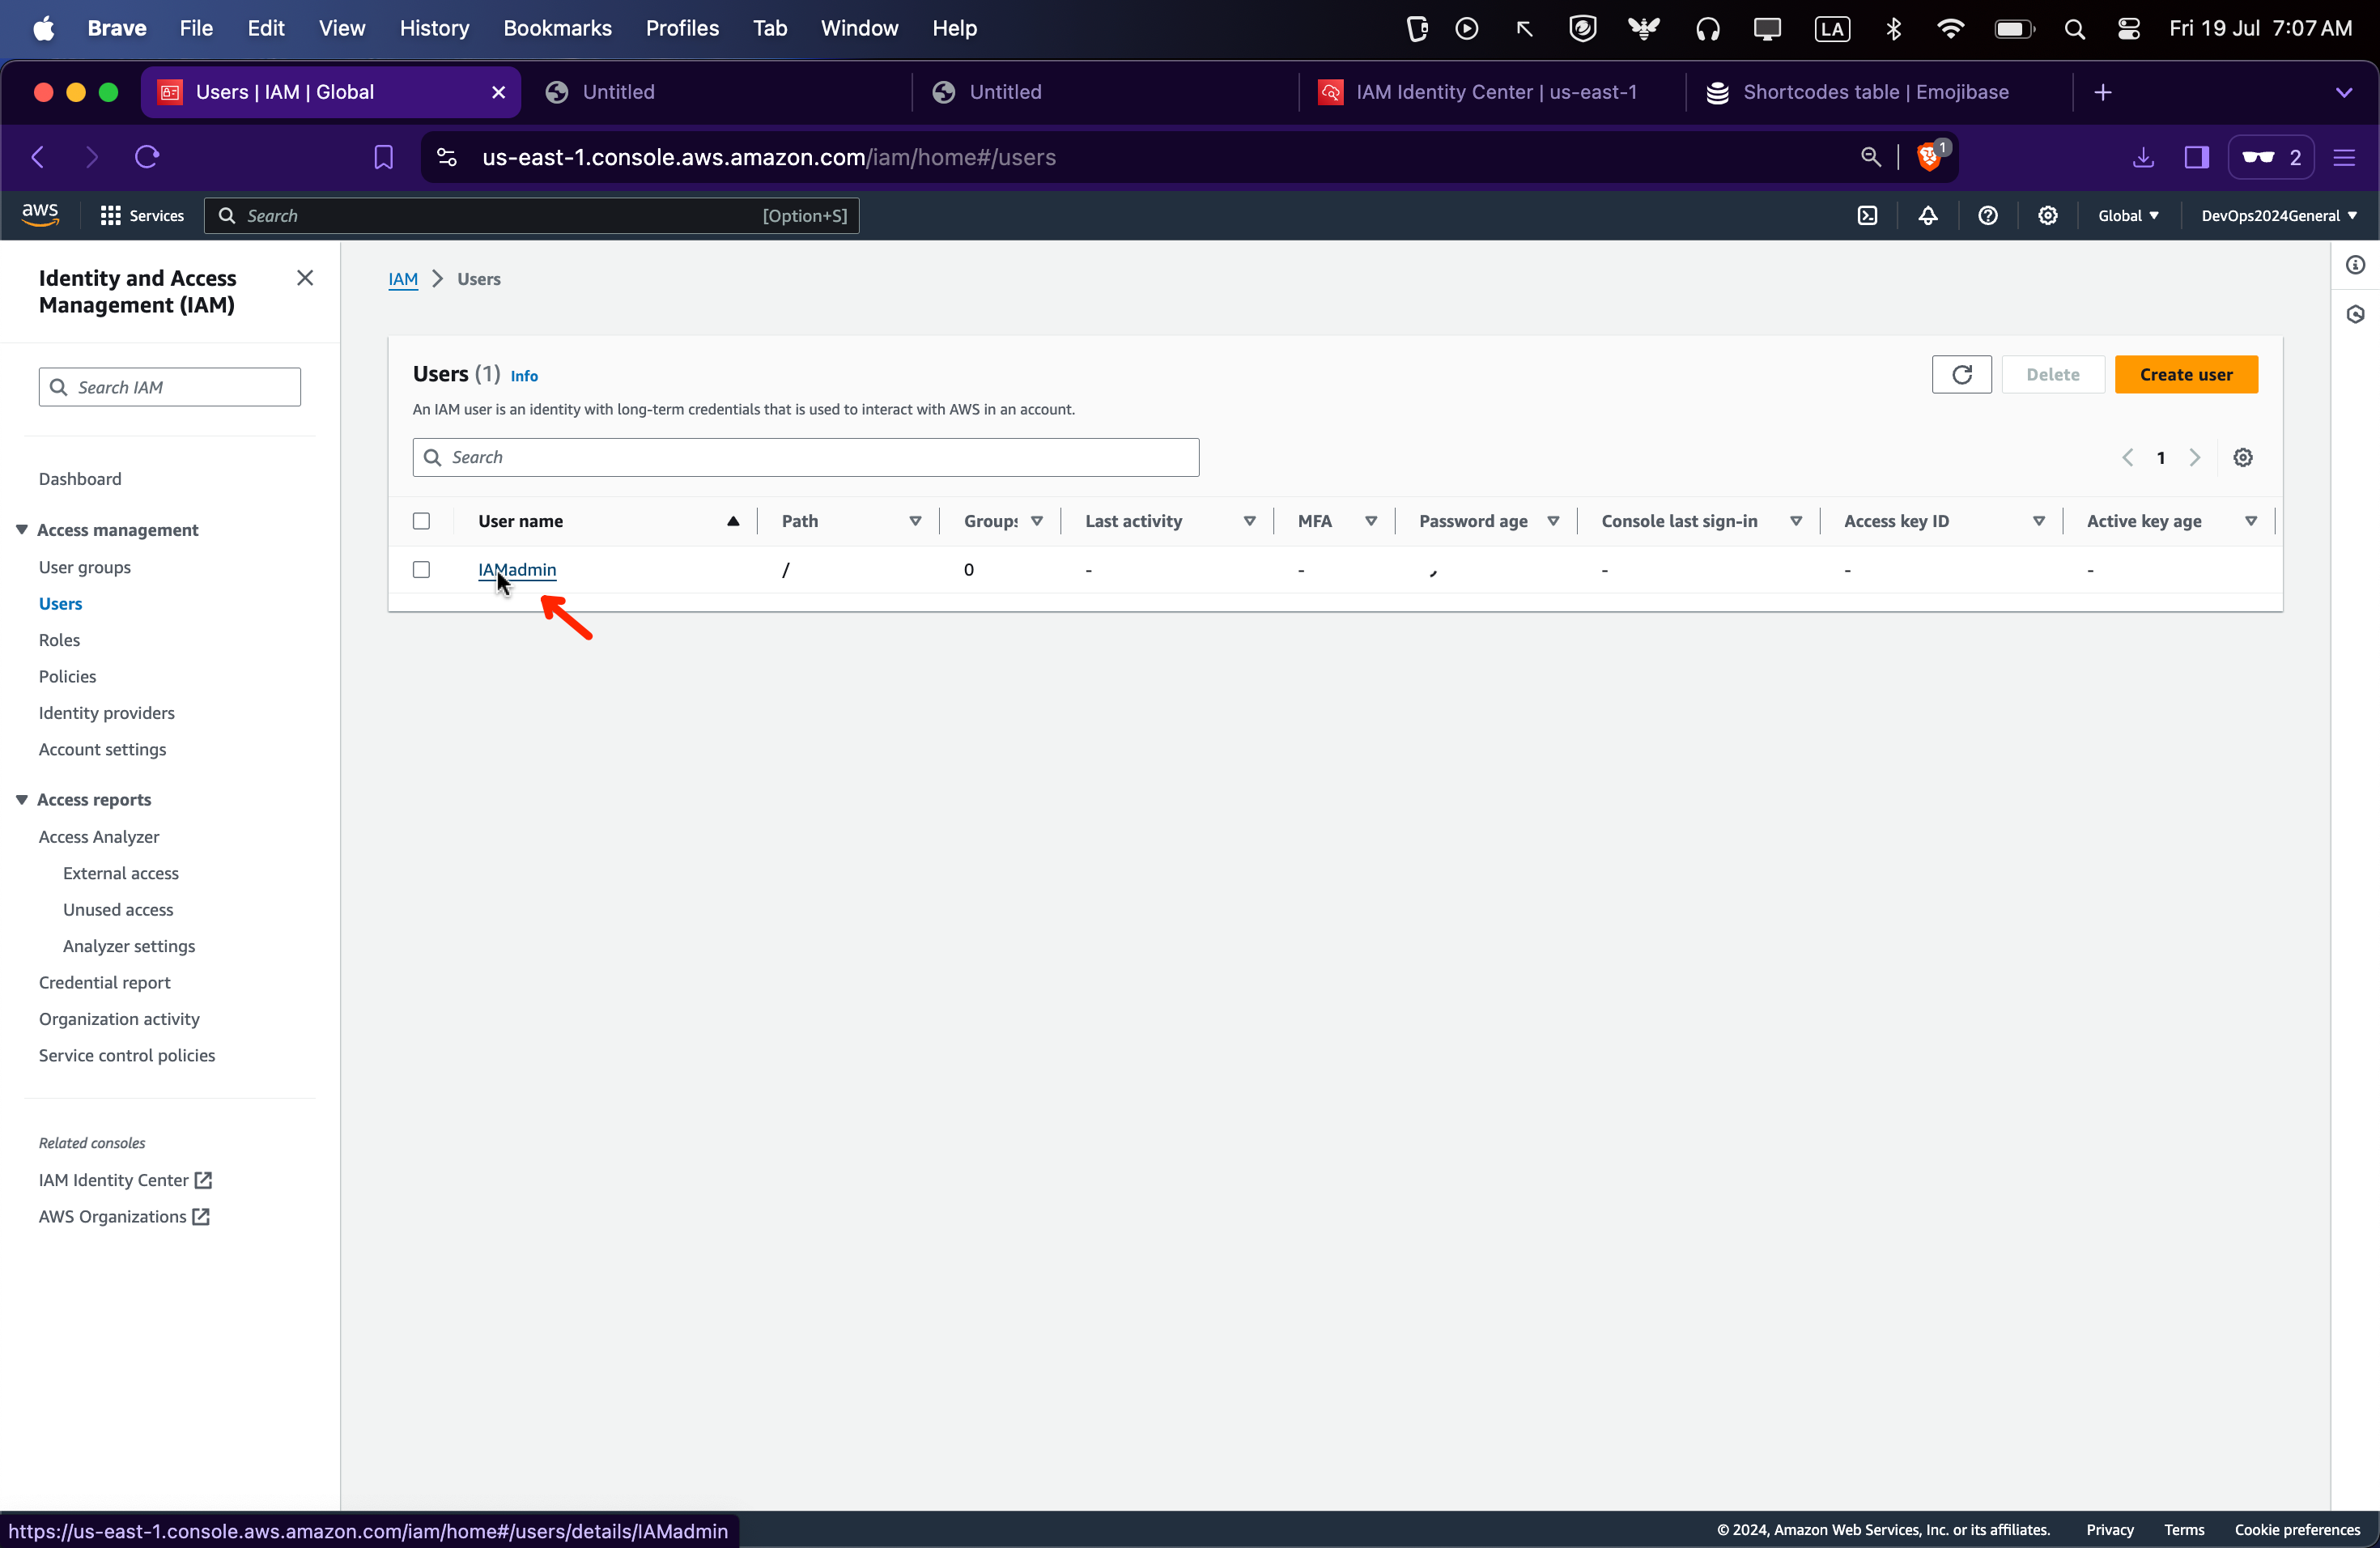 Brave File Edit View History Bookmarks Profiles Tab Window Help LA Fri 19 Jul 7:07 AM
Users | IAM | Global Untitled Untitled IAM Identity Center | us-east-1 Shortcodes table | Emojibase
us-east-1.console.aws.amazon.com/iam/home#/users 1 2
aws Services Search [Option+S] Global DevOps2024General
Identity and Access
Management (IAM)
Search IAM
Dashboard
Access management
User groups
Users
Roles
Policies
Identity providers
Account settings
Access reports
Access Analyzer
External access
Unused access
Analyzer settings
Credential report
Organization activity
Service control policies
Related consoles
IAM Identity Center
AWS Organizations
IAM > Users
Users (1) Info Delete Create user
An IAM user is an identity with long-term credentials that is used to interact with AWS in an account.
Search 1
User name Path Groups Last activity MFA Password age Console last sign-in Access key ID Active key age
IAMadmin / 0 - - - - -
https://us-east-1.console.aws.amazon.com/iam/home#/users/details/IAMadmin
© 2024, Amazon Web Services, Inc. or its affiliates. Privacy Terms Cookie preferences